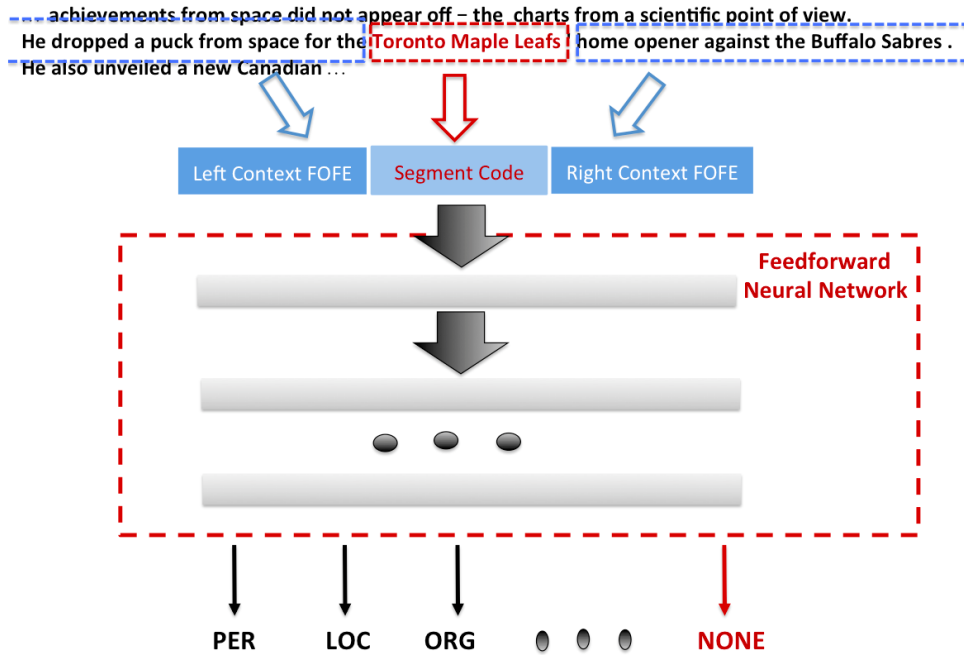 achievements from space did not appear off – the charts from a scientific point of view.
He dropped a puck from space for the Toronto Maple Leafs home opener against the Buffalo Sabres .
He also unveiled a new Canadian ...
Left Context FOFE
Segment Code
Right Context FOFE
Feedforward
Neural Network
PER LOC ORG NONE